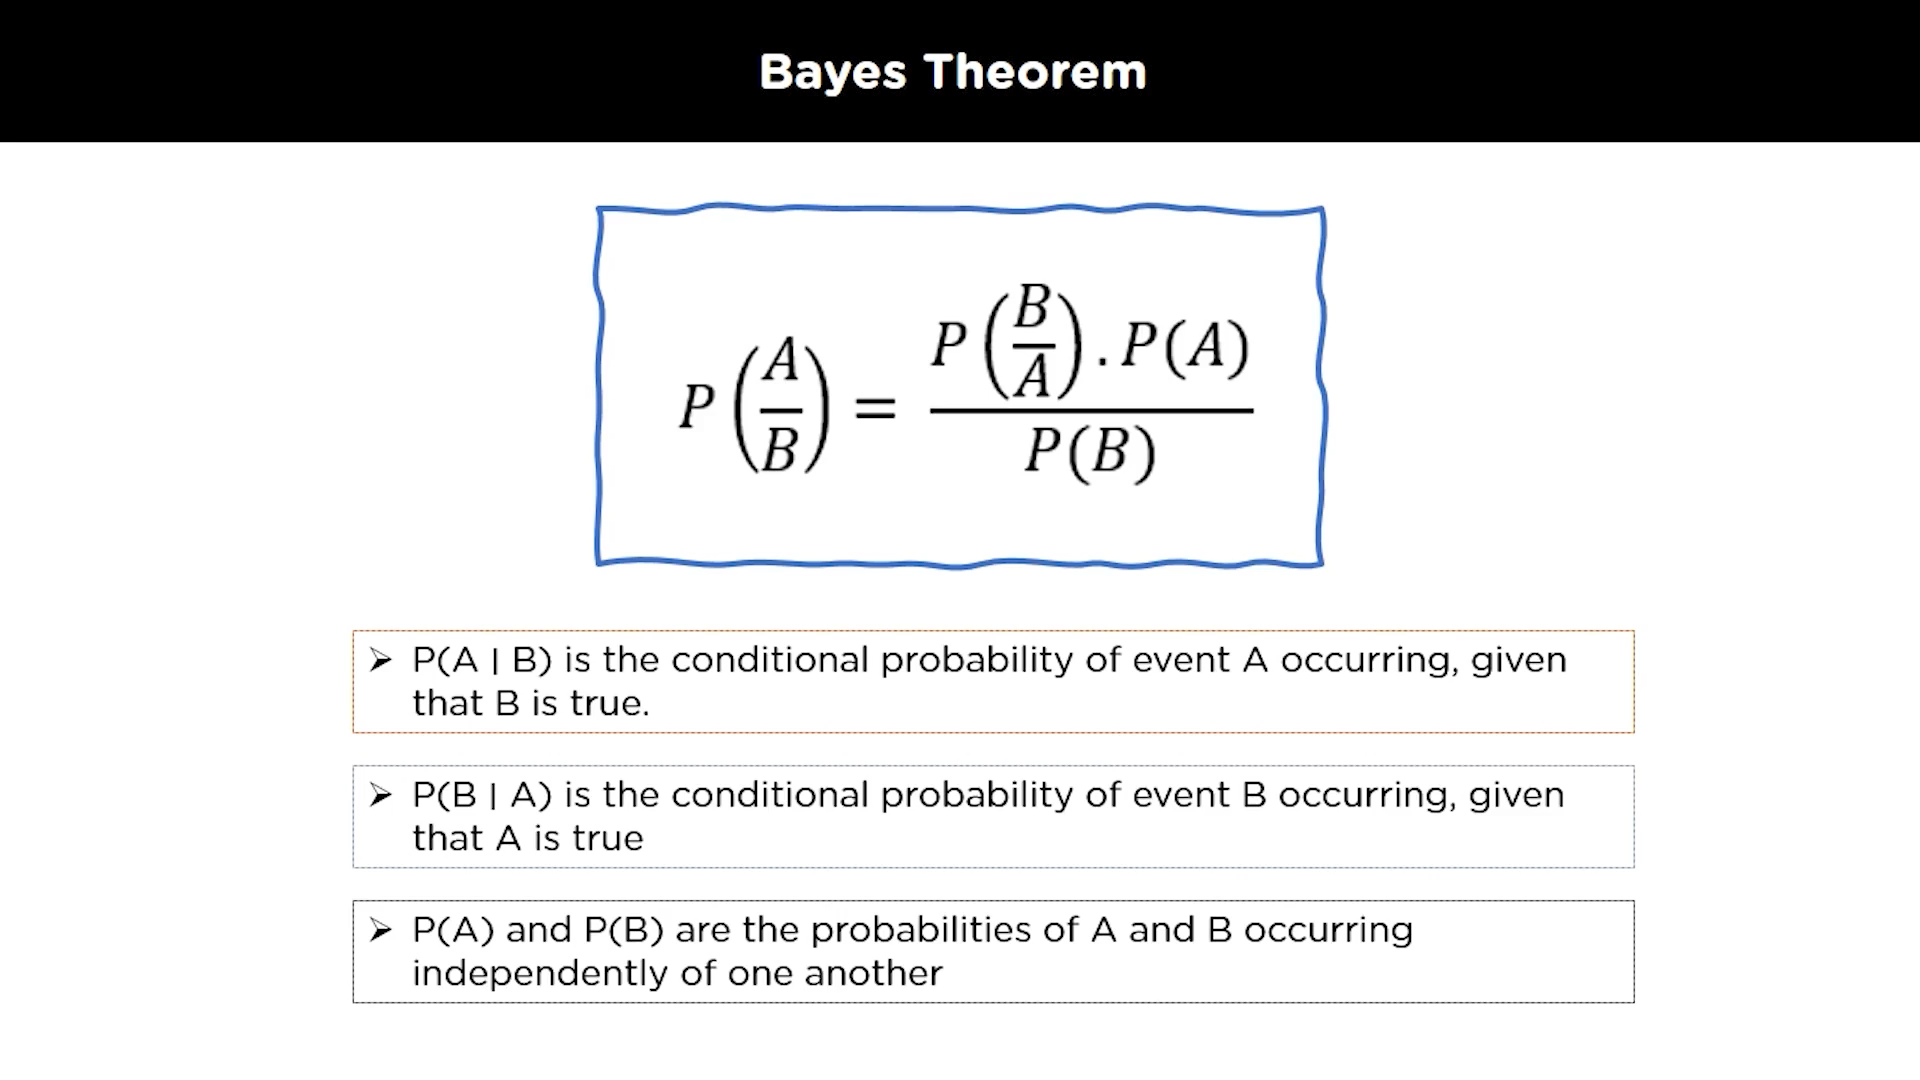 Bayes Theorem
P(A/B) = P(B/A) . P(A) / P(B)
➢ P(A | B) is the conditional probability of event A occurring, given
that B is true.
➢ P(B | A) is the conditional probability of event B occurring, given
that A is true
➢ P(A) and P(B) are the probabilities of A and B occurring
independently of one another